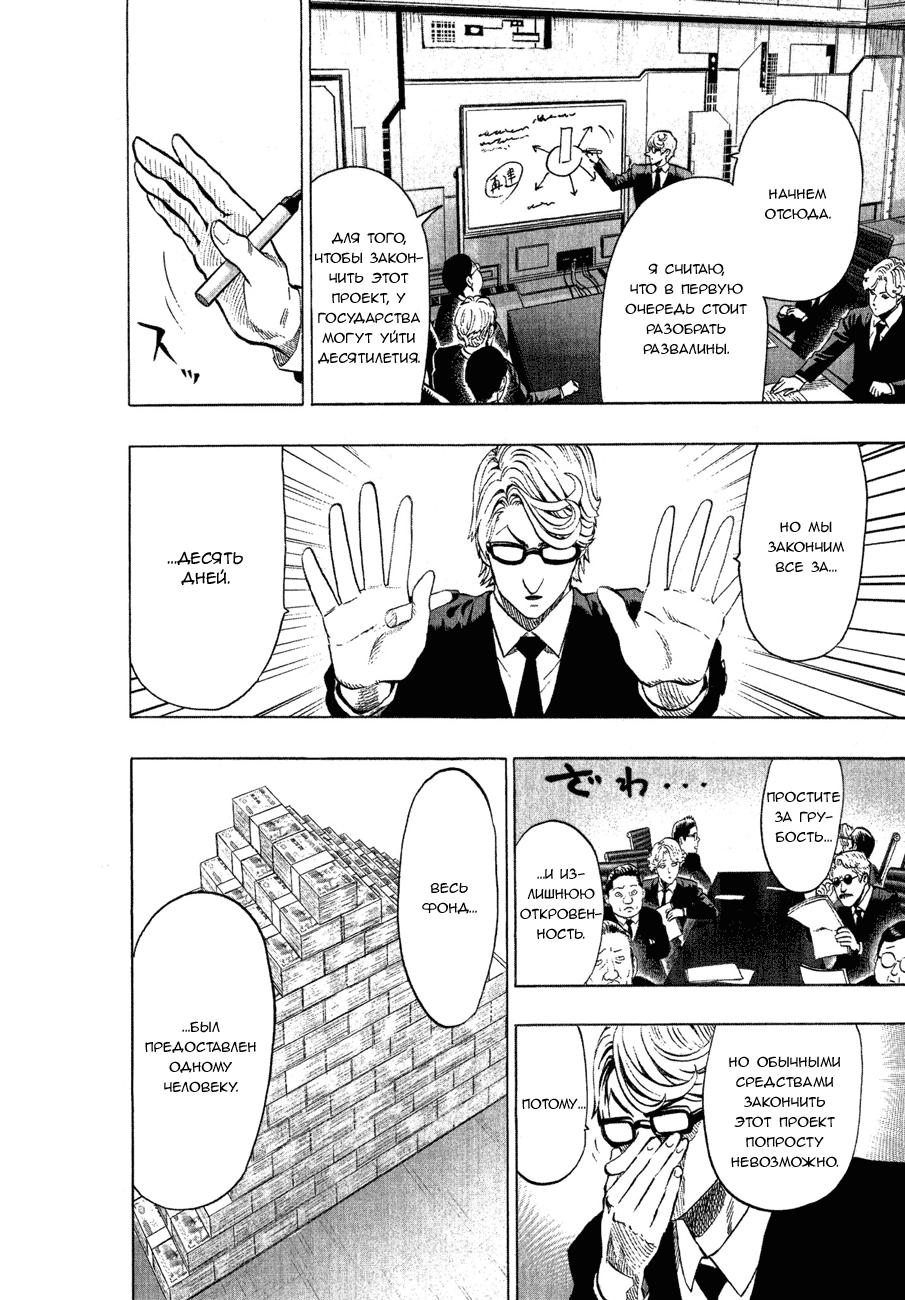 НАЧНЕМ
ОТСЮДА.
Я СЧИТАЮ,
ЧТО В ПЕРВУЮ
ОЧЕРЕДЬ СТОИТ
РАЗОБРАТЬ
РАЗВАЛИНЫ.
再建
ДЛЯ ТОГО,
ЧТОБЫ ЗАКОН-
ЧИТЬ ЭТОТ
ПРОЕКТ, У
ГОСУДАРСТВА
МОГУТ УЙТИ
ДЕСЯТИЛЕТИЯ.
НО МЫ
ЗАКОНЧИМ
ВСЕ ЗА...
...ДЕСЯТЬ
ДНЕЙ.
ざわ...
ПРОСТИТЕ
ЗА ГРУ-
БОСТЬ...
...И ИЗ-
ЛИШНЮЮ
ОТКРОВЕН-
НОСТЬ.
НО ОБЫЧНЫМИ
СРЕДСТВАМИ
ЗАКОНЧИТЬ
ЭТОТ ПРОЕКТ
ПОПРОСТУ
НЕВОЗМОЖНО.
ПОТОМУ...
ВЕСЬ
ФОНД...
...БЫЛ
ПРЕДОСТАВЛЕН
ОДНОМУ
ЧЕЛОВЕКУ.